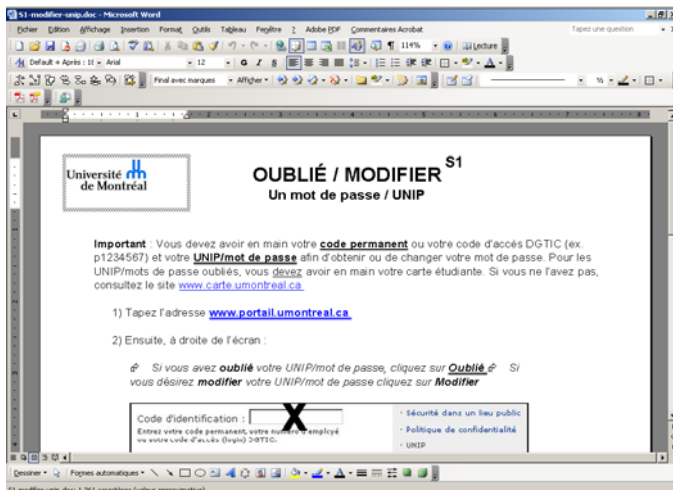 S1-modifier-unip.doc - Microsoft Word
Fichier Edition Affichage Insertion Format Outils Tableau Fenêtre ? Adobe PDF Commentaires Acrobat Tapez une question
114% Lecture
Default + Après : 1 Arial 12 G I S
Final avec marques Afficher
Université de Montréal
OUBLIÉ / MODIFIER S1
Un mot de passe / UNIP
Important : Vous devez avoir en main votre code permanent ou votre code d'accès DGTIC (ex.
p1234567) et votre UNIP/mot de passe afin d'obtenir ou de changer votre mot de passe. Pour les
UNIP/mots de passe oubliés, vous devez avoir en main votre carte étudiante. Si vous ne l'avez pas,
consultez le site www.carte.umontreal.ca
1) Tapez l'adresse www.portail.umontreal.ca
2) Ensuite, à droite de l'écran :
Si vous avez oublié votre UNIP/mot de passe, cliquez sur Oublié Si
vous désirez modifier votre UNIP/mot de passe cliquez sur Modifier
Code d'identification : X
Entrez votre code permanent, votre numéro d'employé
ou votre code d'accès (login) DGTIC.
· Sécurité dans un lieu public
· Politique de confidentialité
· UNIP
Dessiner Formes automatiques